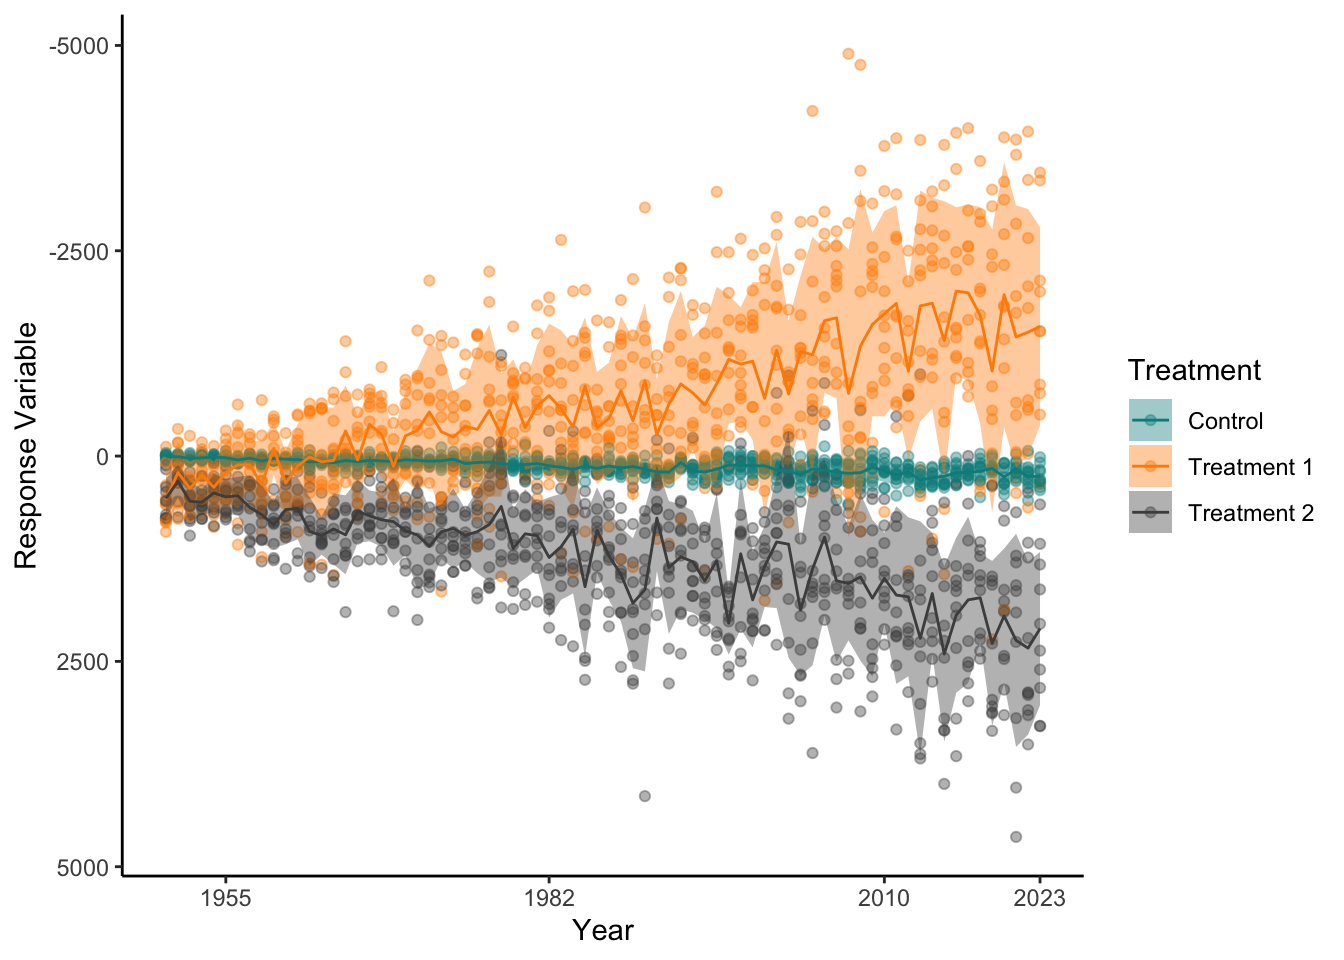 -5000
-2500
0
2500
5000
Response Variable
1955
1982
2010
2023
Year
Treatment
Control
Treatment 1
Treatment 2